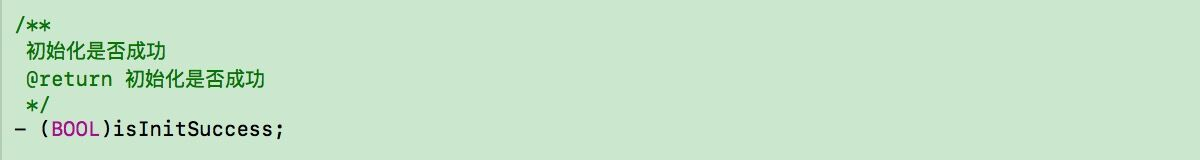 /**
初始化是否成功
@return 初始化是否成功
*/
- (BOOL)isInitSuccess;